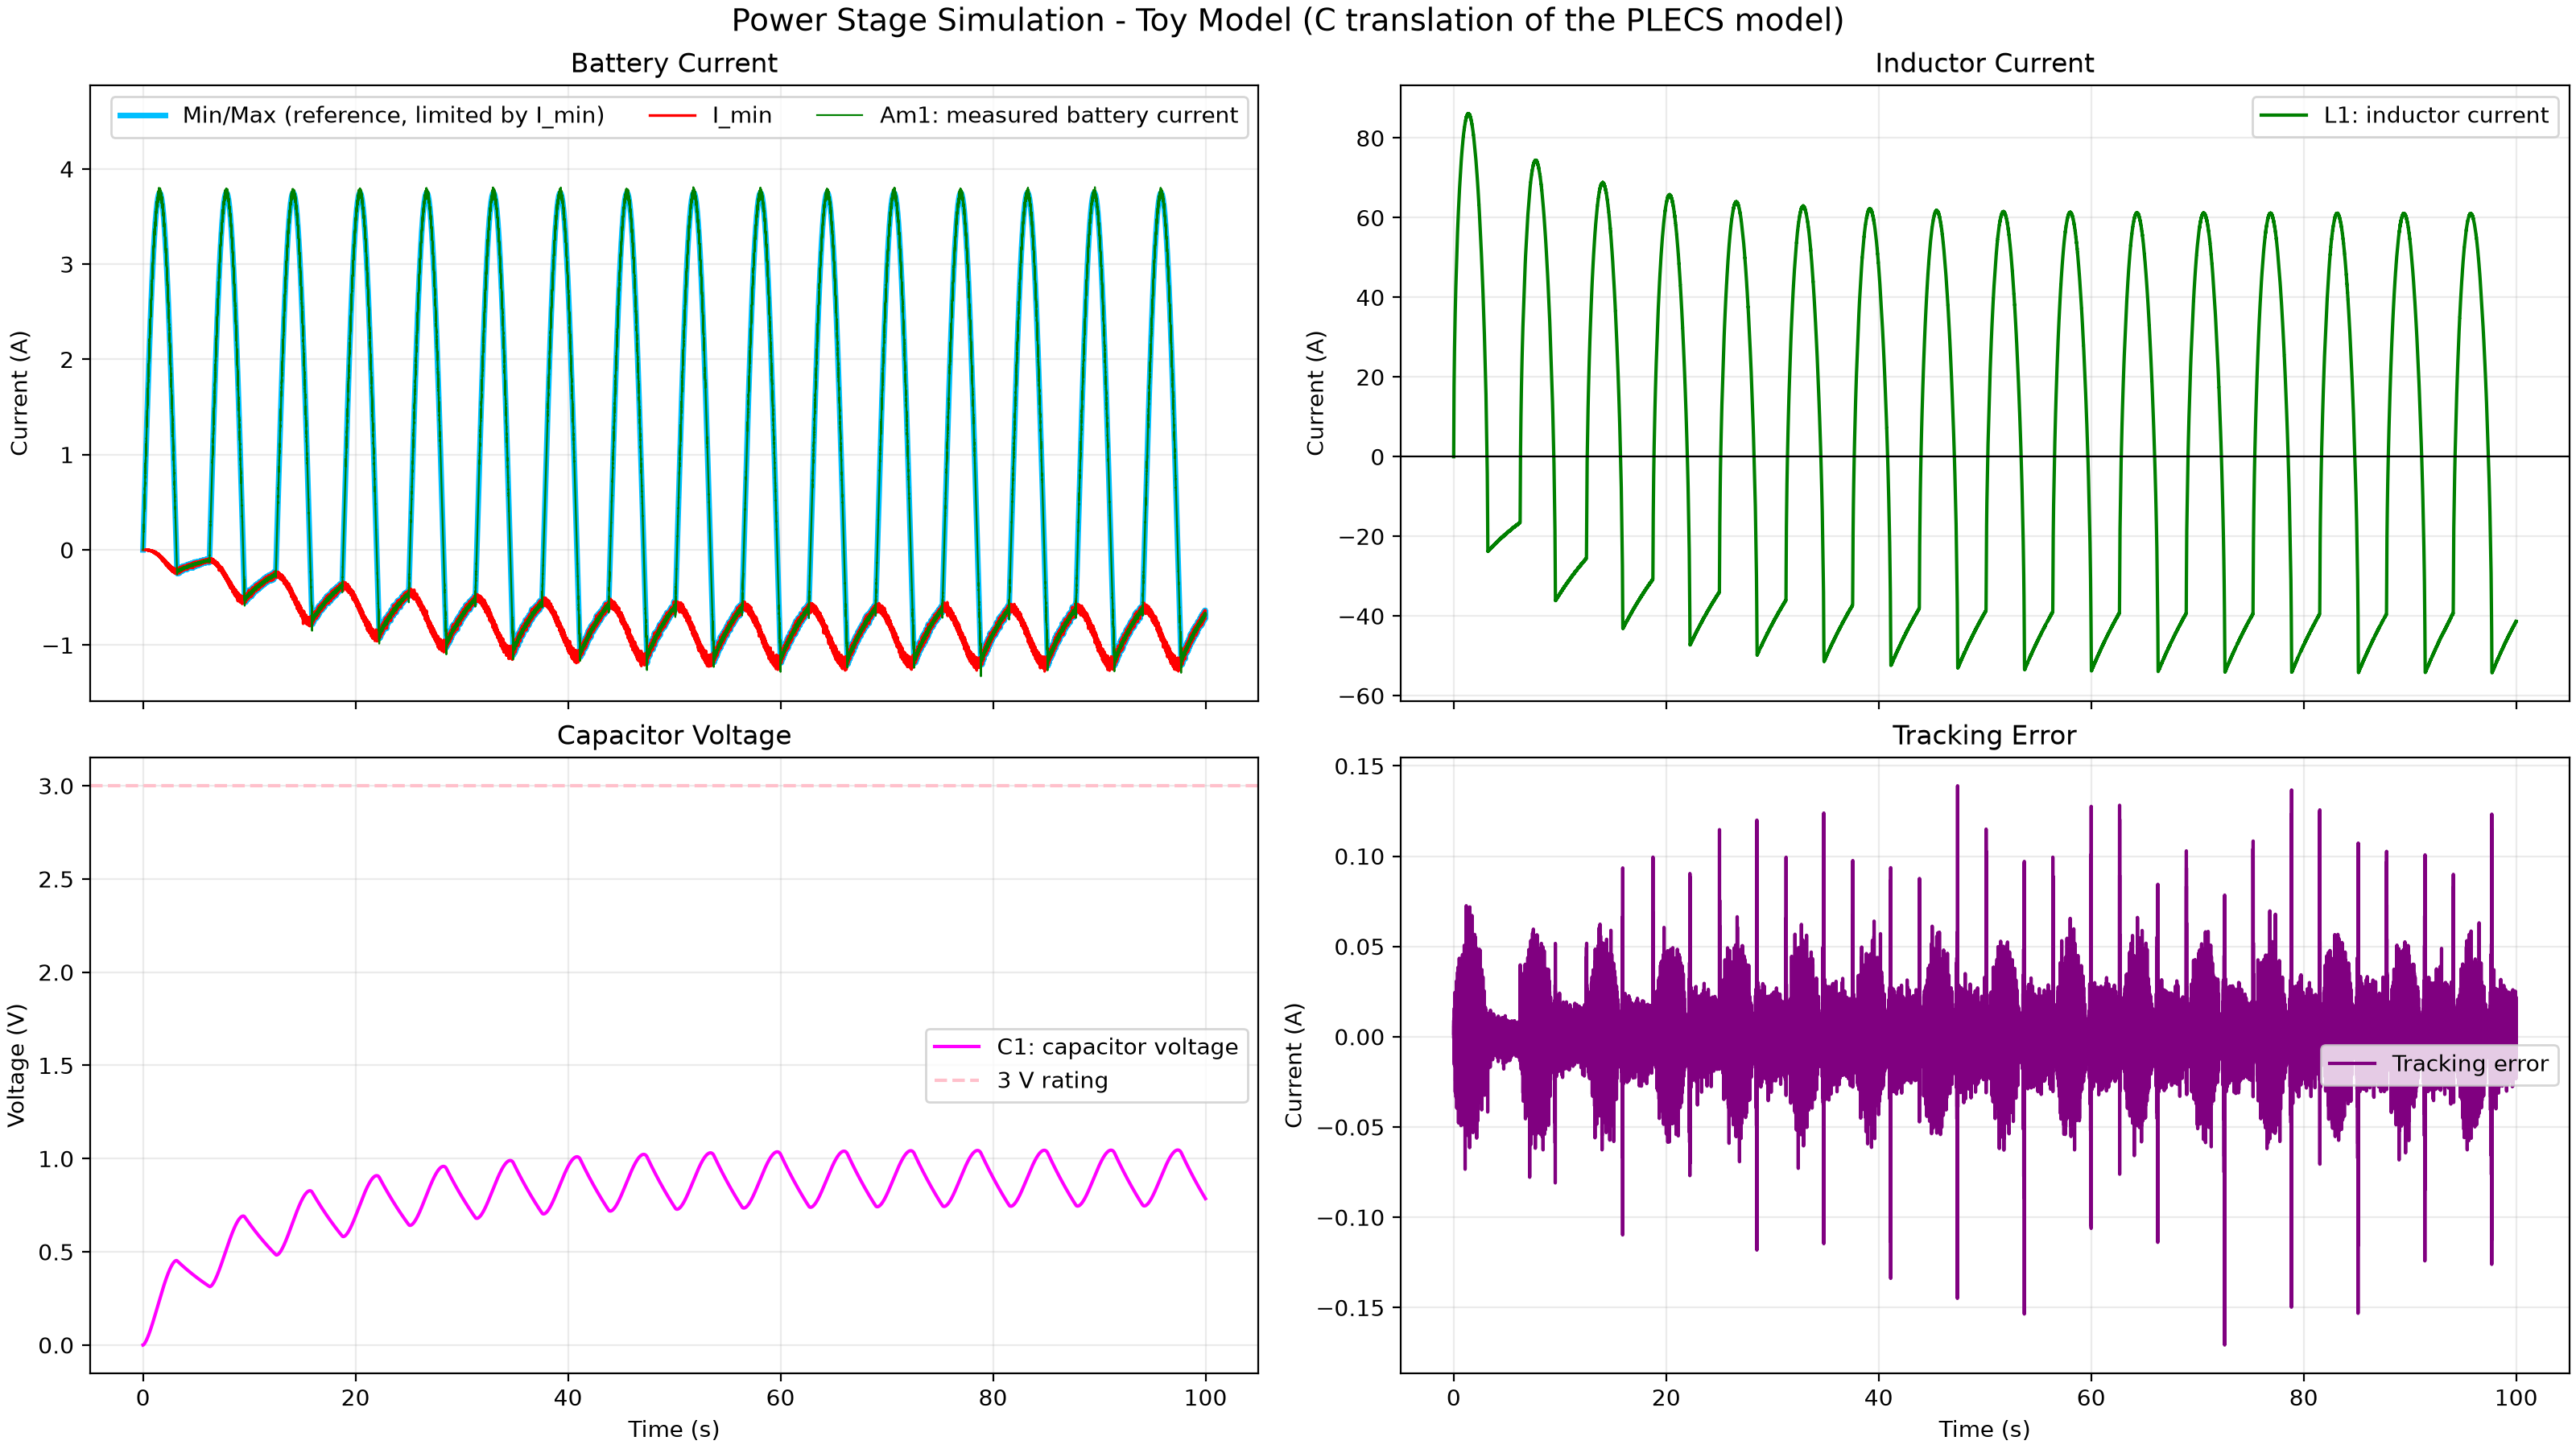 Power Stage Simulation - Toy Model (C translation of the PLECS model)
Battery Current
Min/Max (reference, limited by I_min)
I_min
Am1: measured battery current
Current (A)
4
3
2
1
0
−1
Inductor Current
L1: inductor current
Current (A)
80
60
40
20
0
−20
−40
−60
Capacitor Voltage
C1: capacitor voltage
3 V rating
Voltage (V)
3.0
2.5
2.0
1.5
1.0
0.5
0.0
0 20 40 60 80 100
Time (s)
Tracking Error
Tracking error
Current (A)
0.15
0.10
0.05
0.00
−0.05
−0.10
−0.15
0 20 40 60 80 100
Time (s)